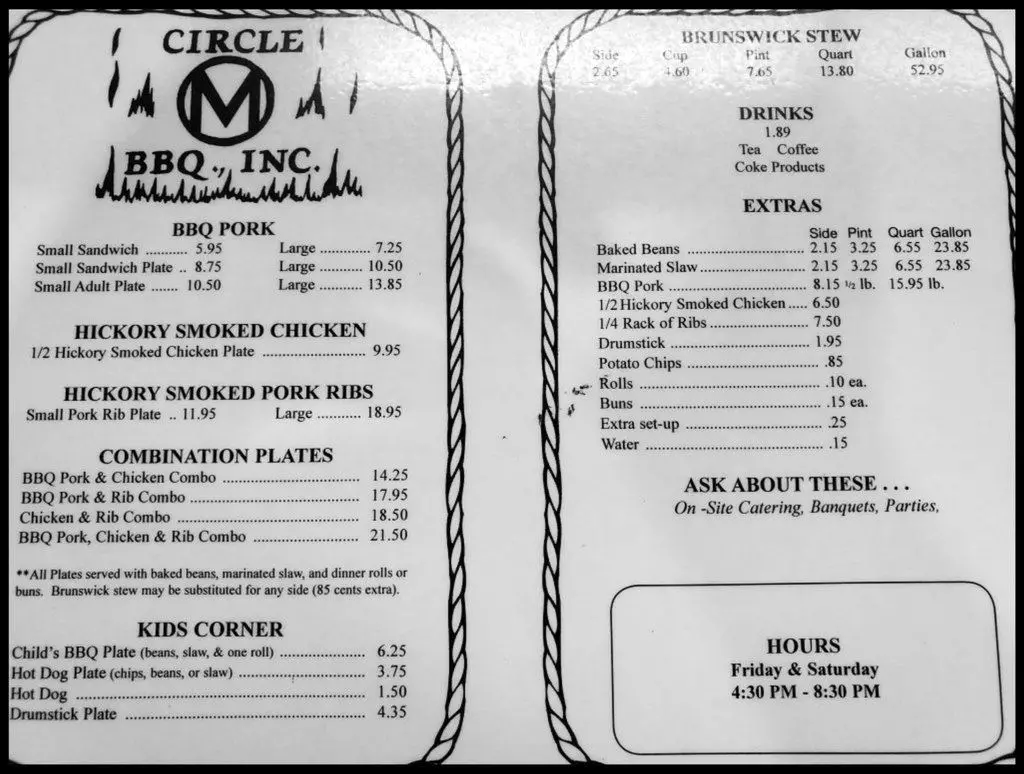 CIRCLE
M
BBQ., INC.
BBQ PORK
Small Sandwich .......... 5.95 Large ............ 7.25
Small Sandwich Plate .. 8.75 Large .......... 10.50
Small Adult Plate ...... 10.50 Large .......... 13.85
HICKORY SMOKED CHICKEN
1/2 Hickory Smoked Chicken Plate ......................... 9.95
HICKORY SMOKED PORK RIBS
Small Pork Rib Plate .. 11.95 Large ........... 18.95
COMBINATION PLATES
BBQ Pork & Chicken Combo ................................. 14.25
BBQ Pork & Rib Combo ......................................... 17.95
Chicken & Rib Combo ............................................ 18.50
BBQ Pork, Chicken & Rib Combo .......................... 21.50
**All Plates served with baked beans, marinated slaw, and dinner rolls or
buns. Brunswick stew may be substituted for any side (85 cents extra).
KIDS CORNER
Child's BBQ Plate (beans, slaw, & one roll) ..................... 6.25
Hot Dog Plate (chips, beans, or slaw) ............................... 3.75
Hot Dog ....................................................................... 1.50
Drumstick Plate ........................................................... 4.35
BRUNSWICK STEW
Side Cup Pint Quart Gallon
2.65 4.60 7.65 13.80 52.95
DRINKS
1.89
Tea Coffee
Coke Products
EXTRAS
Side Pint Quart Gallon
Baked Beans ............................. 2.15 3.25 6.55 23.85
Marinated Slaw .......................... 2.15 3.25 6.55 23.85
BBQ Pork .................................. 8.15 ½ lb. 15.95 lb.
1/2 Hickory Smoked Chicken ..... 6.50
1/4 Rack of Ribs ........................ 7.50
Drumstick .................................. 1.95
Potato Chips .................................. .85
Rolls ............................................ .10 ea.
Buns ............................................. .15 ea.
Extra set-up .................................. .25
Water ............................................ .15
ASK ABOUT THESE . . .
On -Site Catering, Banquets, Parties,
HOURS
Friday & Saturday
4:30 PM - 8:30 PM